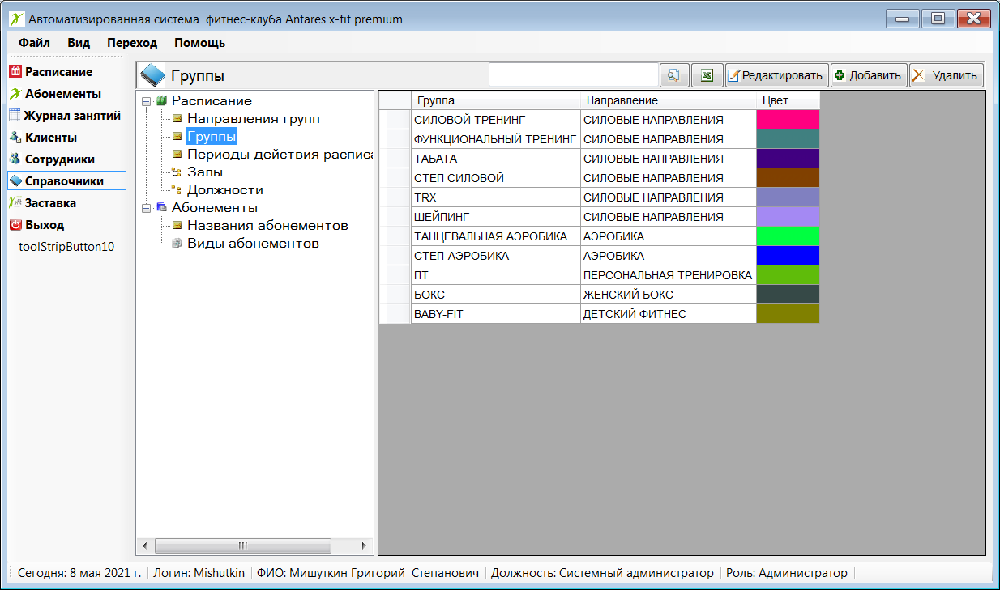 Автоматизированная система  фитнес-клуба Antares x-fit premium
Файл Вид Переход Помощь
Расписание
Абонементы
Журнал занятий
Клиенты
Сотрудники
Справочники
Заставка
Выход
toolStripButton10
Группы
Редактировать Добавить Удалить
Расписание
Направления групп
Группы
Периоды действия расписа
Залы
Должности
Абонементы
Названия абонементов
Виды абонементов
Группа Направление Цвет
СИЛОВОЙ ТРЕНИНГ СИЛОВЫЕ НАПРАВЛЕНИЯ
ФУНКЦИОНАЛЬНЫЙ ТРЕНИНГ СИЛОВЫЕ НАПРАВЛЕНИЯ
ТАБАТА СИЛОВЫЕ НАПРАВЛЕНИЯ
СТЕП СИЛОВОЙ СИЛОВЫЕ НАПРАВЛЕНИЯ
TRX СИЛОВЫЕ НАПРАВЛЕНИЯ
ШЕЙПИНГ СИЛОВЫЕ НАПРАВЛЕНИЯ
ТАНЦЕВАЛЬНАЯ АЭРОБИКА АЭРОБИКА
СТЕП-АЭРОБИКА АЭРОБИКА
ПТ ПЕРСОНАЛЬНАЯ ТРЕНИРОВКА
БОКС ЖЕНСКИЙ БОКС
BABY-FIT ДЕТСКИЙ ФИТНЕС
Сегодня: 8 мая 2021 г. Логин: Mishutkin ФИО: Мишуткин Григорий  Степанович Должность: Системный администратор Роль: Администратор